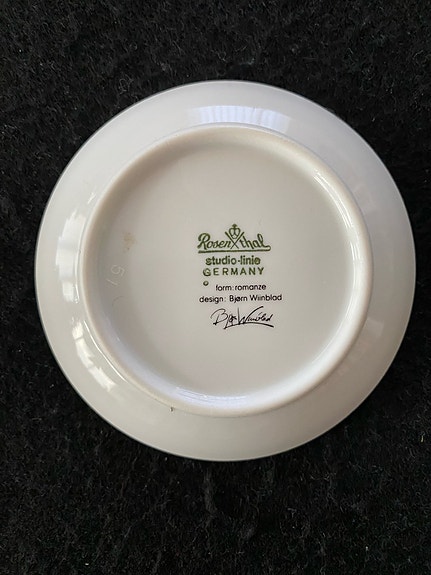 Rosenthal
studio-linie
GERMANY
form: romanze
design: Bjørn Wiinblad
Bjørn Wiinblad